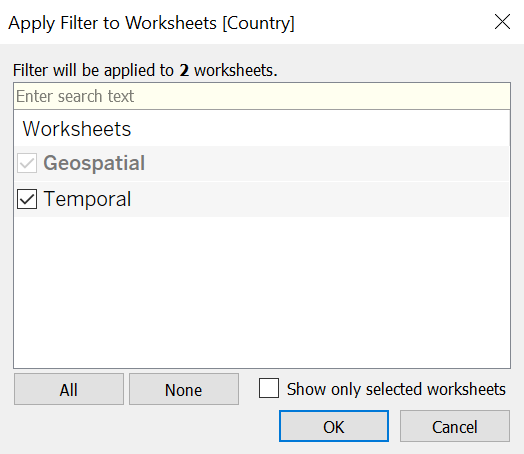 Apply Filter to Worksheets [Country]
Filter will be applied to 2 worksheets.
Enter search text
Worksheets
Geospatial
Temporal
All None Show only selected worksheets
OK Cancel